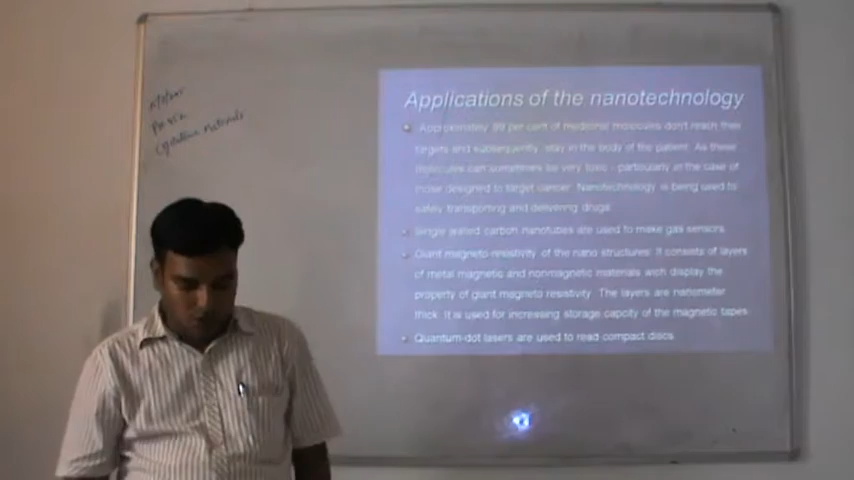 Applications of the nanotechnology
Approximately 99 per cent of medicinal molecules don't reach their
targets and subsequently stay in the body of the patient. As these
molecules can sometimes be very toxic - particularly in the case of
those designed to target cancer. Nanotechnology is being used to
safely transporting and delivering drugs.
Single walled carbon nanotubes are used to make gas sensors.
Giant magneto resistivity of the nano structures: It consists of layers
of metal magnetic and nonmagnetic materials wich display the
property of giant magneto resistivity. The layers are nanometer
thick. It is used for increasing storage capcity of the magnetic tapes.
Quantum-dot lasers are used to read compact discs.